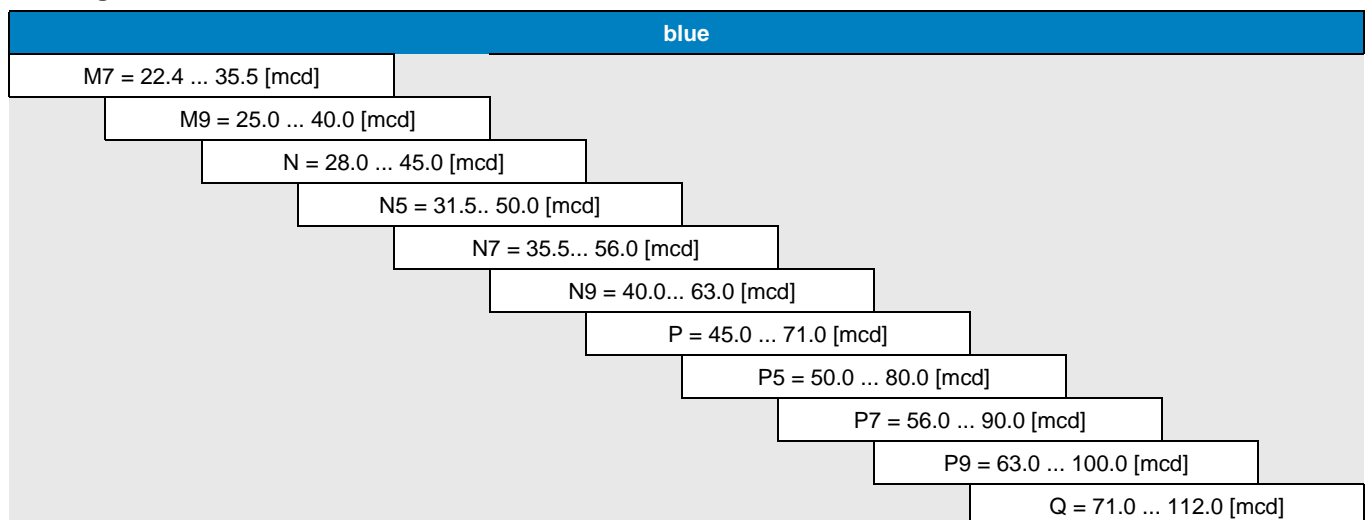 blue
M7 = 22.4 ... 35.5 [mcd]
M9 = 25.0 ... 40.0 [mcd]
N = 28.0 ... 45.0 [mcd]
N5 = 31.5.. 50.0 [mcd]
N7 = 35.5... 56.0 [mcd]
N9 = 40.0... 63.0 [mcd]
P = 45.0 ... 71.0 [mcd]
P5 = 50.0 ... 80.0 [mcd]
P7 = 56.0 ... 90.0 [mcd]
P9 = 63.0 ... 100.0 [mcd]
Q = 71.0 ... 112.0 [mcd]